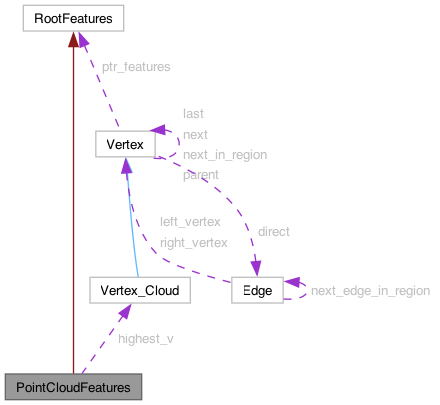 RootFeatures
ptr_features
last
next
next_in_region
parent
Vertex
left_vertex
right_vertex
direct
Vertex_Cloud
Edge
next_edge_in_region
highest_v
PointCloudFeatures